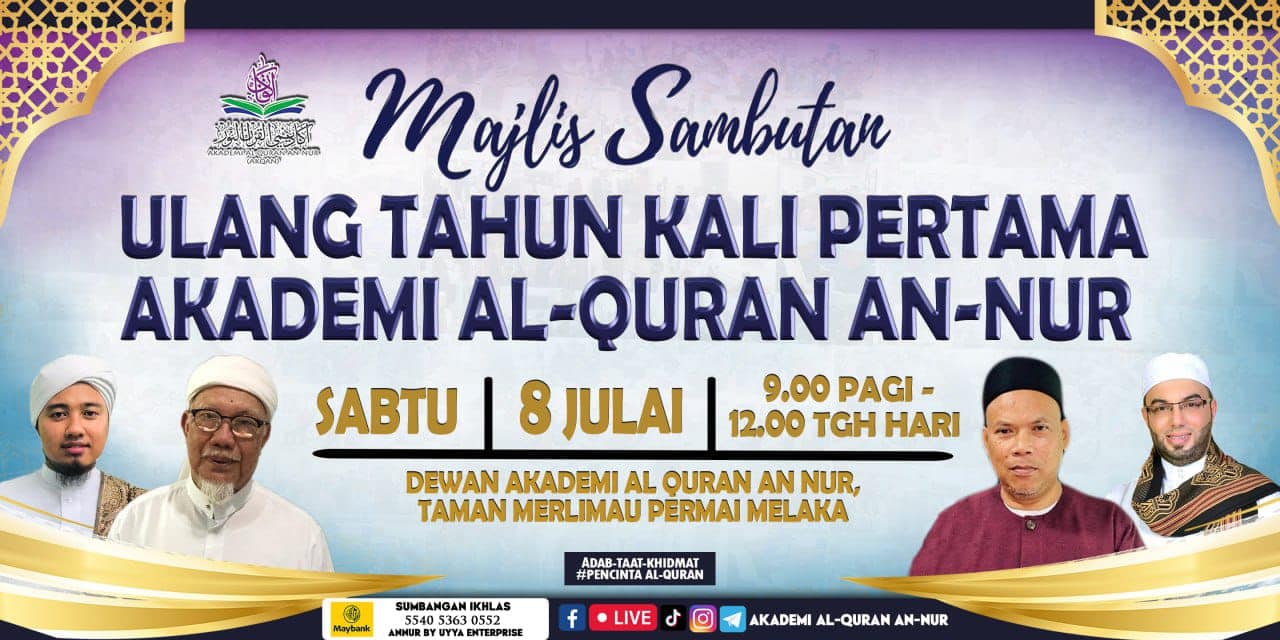 اكاديمي القرءان النور
AKADEMI AL-QURAN AN-NUR
(AKQAN)
Majlis Sambutan
ULANG TAHUN KALI PERTAMA
AKADEMI AL-QURAN AN-NUR
SABTU
8 JULAI
9.00 PAGI -
12.00 TGH HARI
DEWAN AKADEMI AL QURAN AN NUR,
TAMAN MERLIMAU PERMAI MELAKA
ADAB-TAAT-KHIDMAT
#PENCINTA AL-QURAN
Maybank
SUMBANGAN IKHLAS
5540 5363 0552
ANNUR BY UYYA ENTERPRISE
LIVE
AKADEMI AL-QURAN AN-NUR